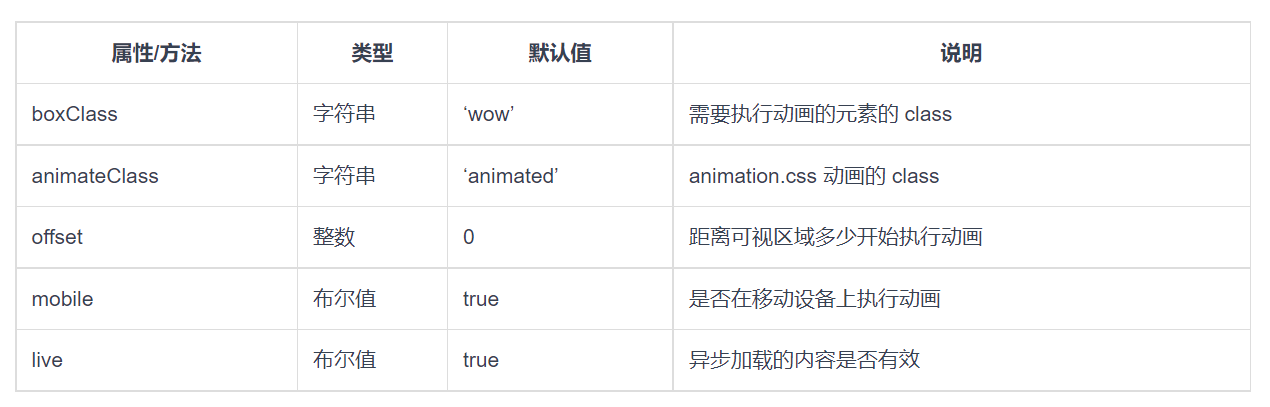 属性/方法 类型 默认值 说明
boxClass 字符串 ‘wow’ 需要执行动画的元素的 class
animateClass 字符串 ‘animated’ animation.css 动画的 class
offset 整数 0 距离可视区域多少开始执行动画
mobile 布尔值 true 是否在移动设备上执行动画
live 布尔值 true 异步加载的内容是否有效